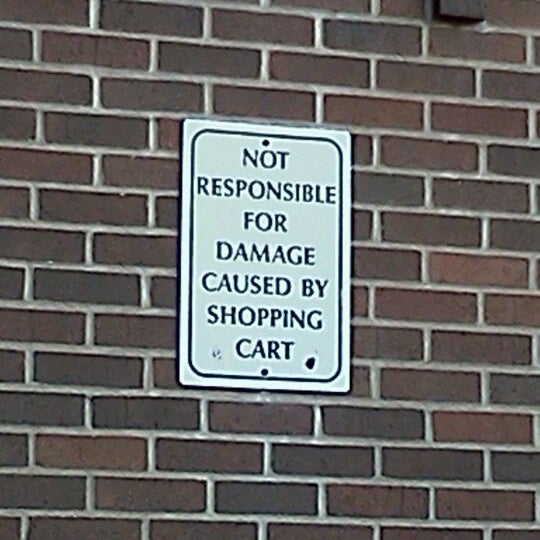 NOT
RESPONSIBLE
FOR
DAMAGE
CAUSED BY
SHOPPING
CART